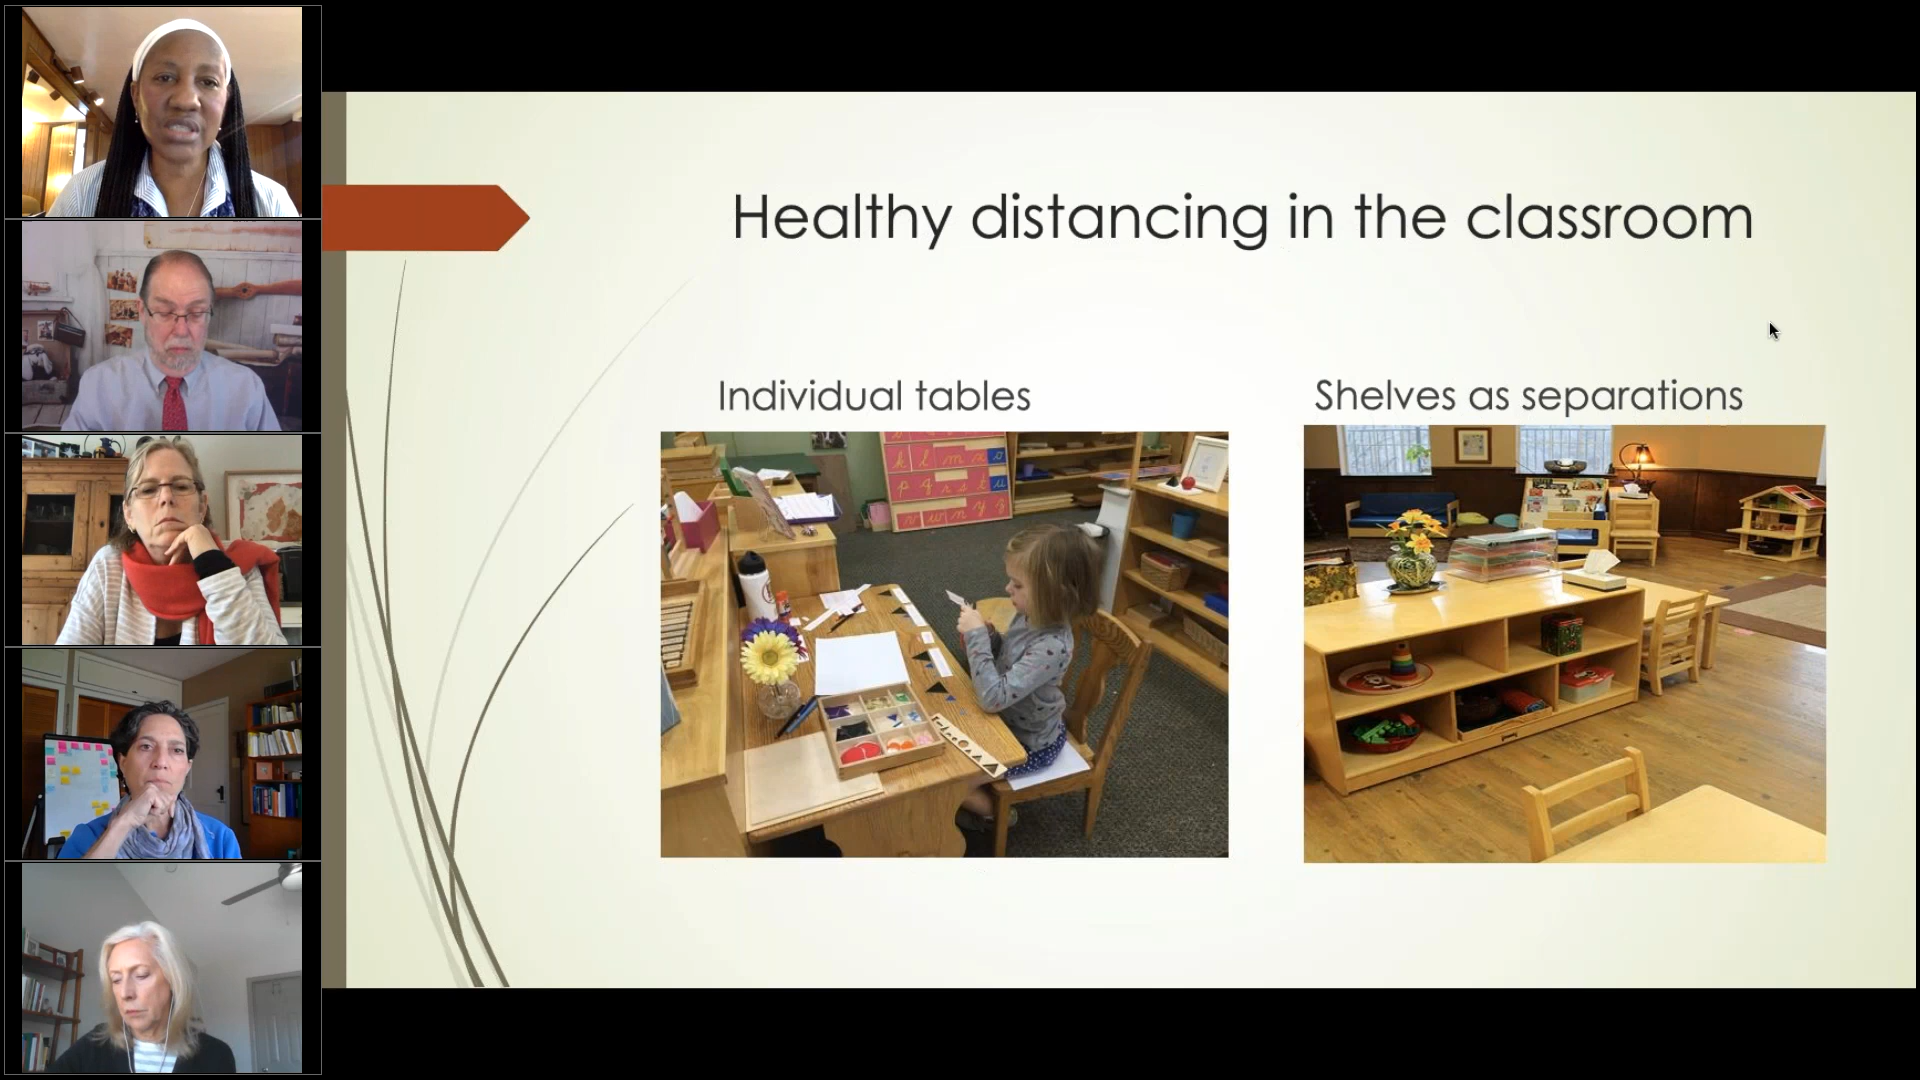 Healthy distancing in the classroom
Individual tables
Shelves as separations
k l m x o
p q r s t u
v w n y z